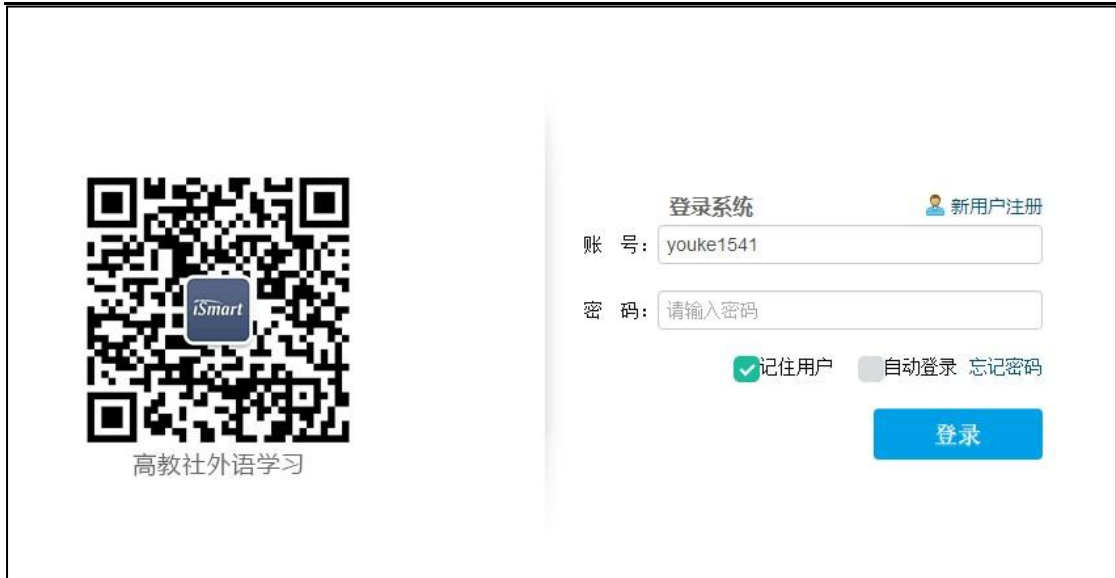 iSmart
高教社外语学习
登录系统 新用户注册
账 号: youke1541
密 码: 请输入密码
记住用户 自动登录 忘记密码
登录